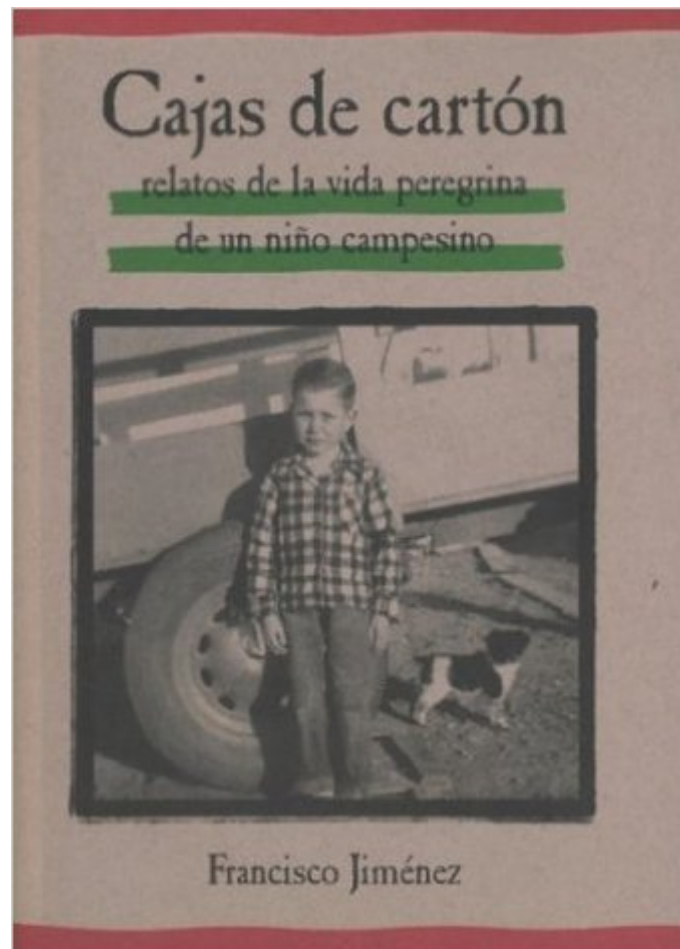 Cajas de cartón
relatos de la vida peregrina
de un niño campesino
Francisco Jiménez